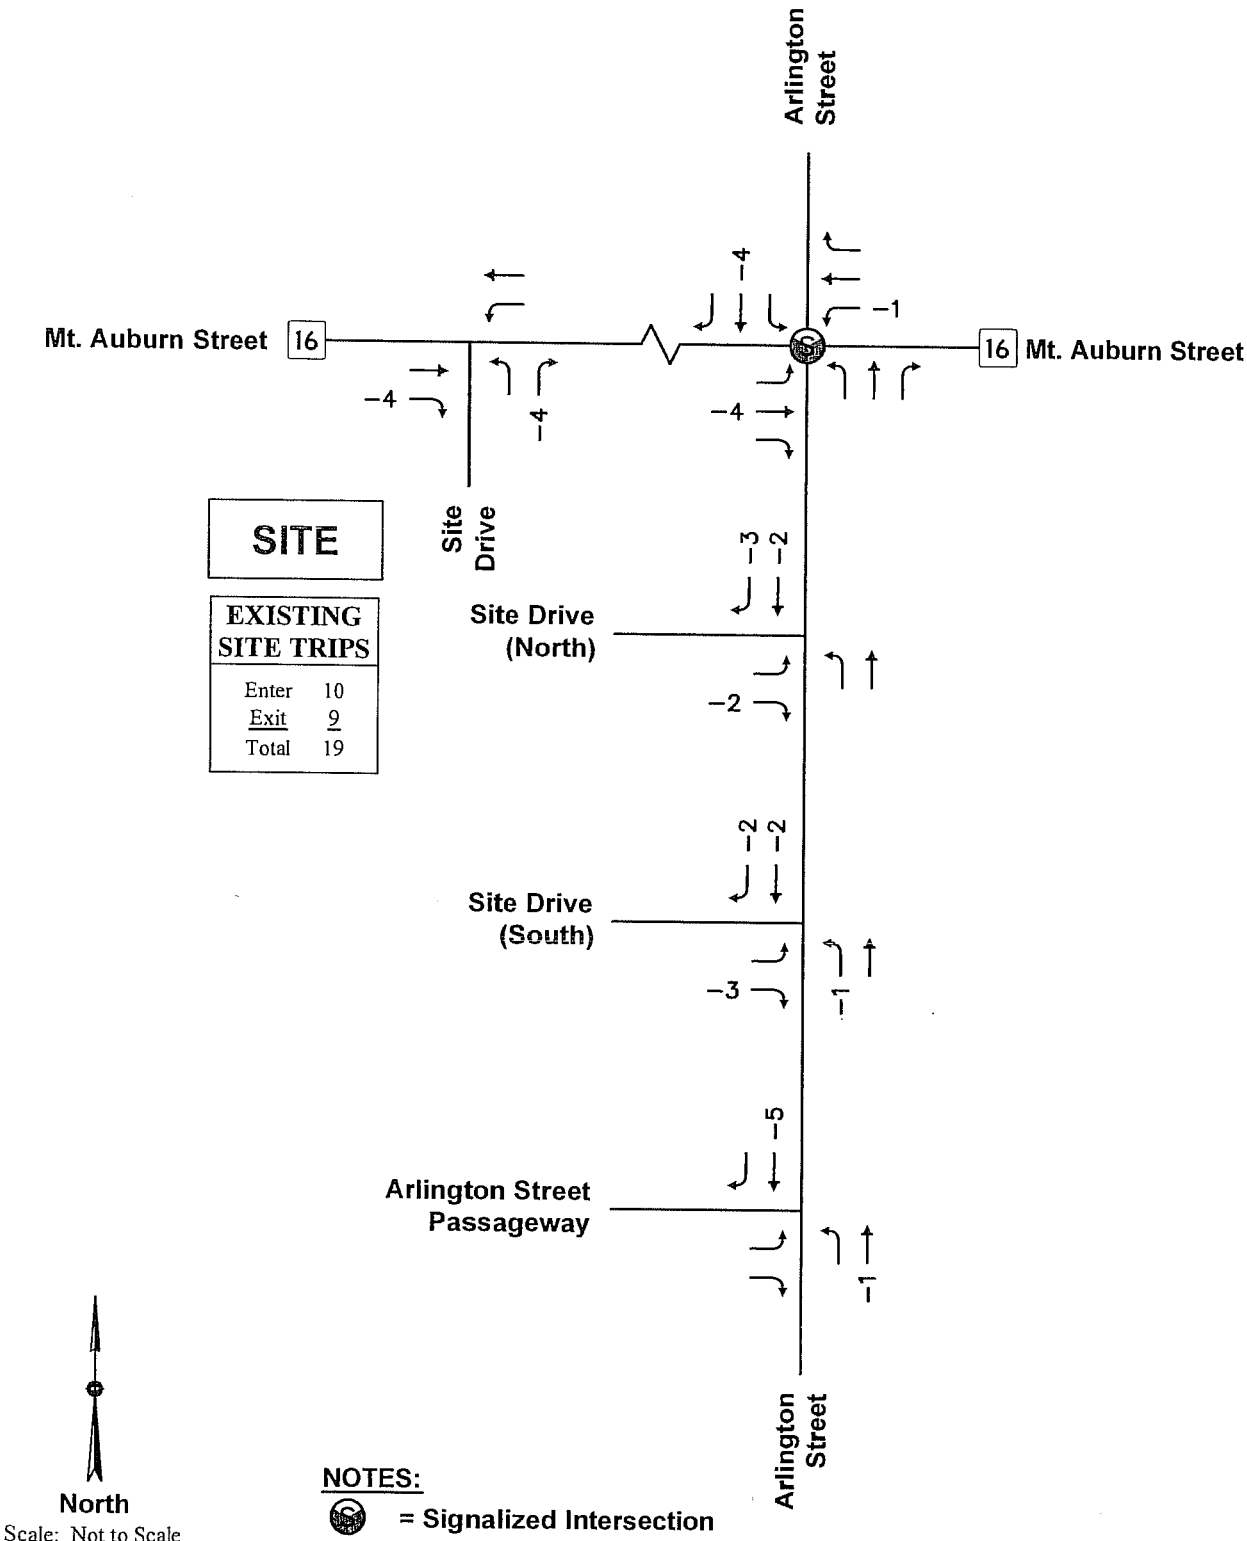 Arlington
Street
-4
-1
Mt. Auburn Street 16
16 Mt. Auburn Street
-4
-4
-4
SITE
Site
Drive
-3
-2
EXISTING
SITE TRIPS
Enter 10
Exit 9
Total 19
Site Drive
(North)
-2
-2
-2
Site Drive
(South)
-3
-1
-5
Arlington Street
Passageway
-1
Arlington
Street
North
Scale: Not to Scale
NOTES:
S = Signalized Intersection